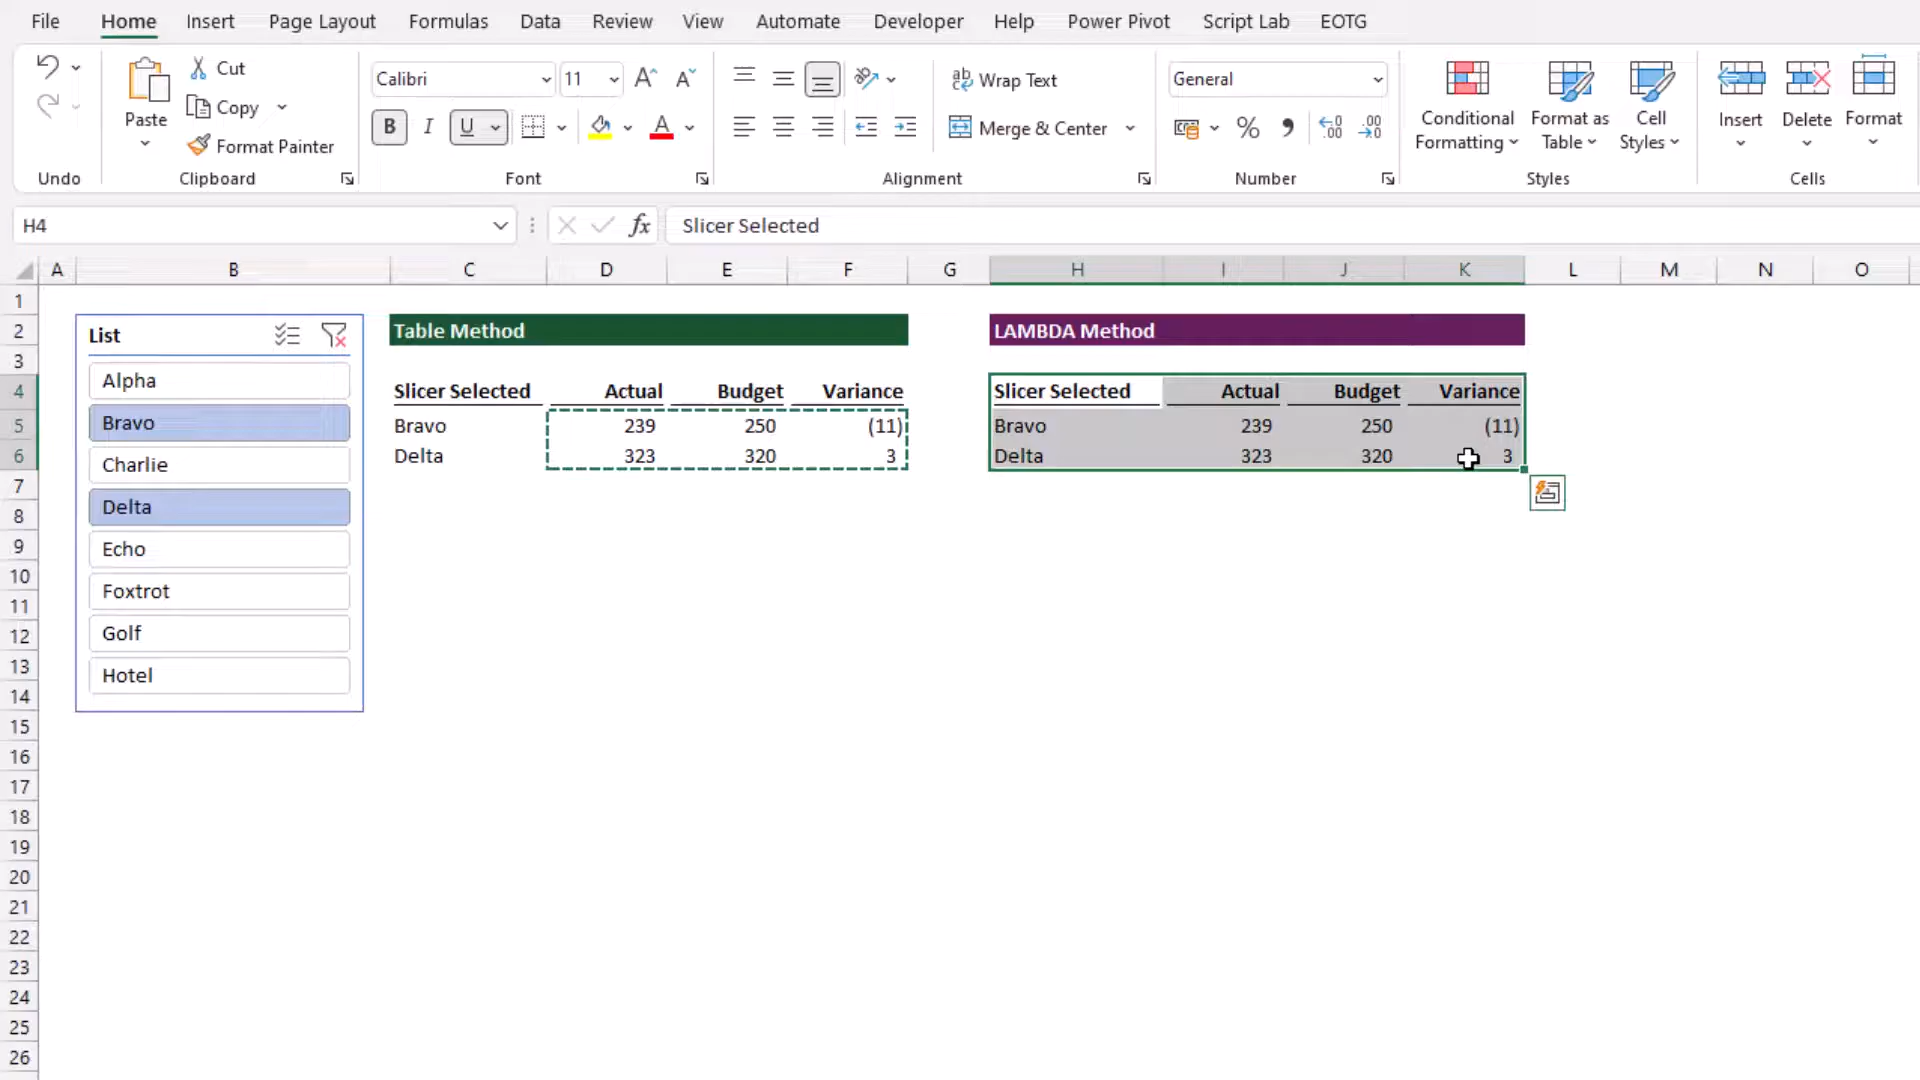 File Home Insert Page Layout Formulas Data Review View Automate Developer Help Power Pivot Script Lab EOTG
Cut
Copy
Format Painter
Paste
Undo
Clipboard
Calibri 11 A A
B I U A
Font
ab Wrap Text
Merge & Center
Alignment
General
% 9 .00 .00
Number
Conditional Formatting
Format as Table
Cell Styles
Styles
Insert Delete Format
Cells
H4 fx Slicer Selected
A B C D E F G H I J K L M N O
1
2 Table Method LAMBDA Method
3
4 Slicer Selected Actual Budget Variance Slicer Selected Actual Budget Variance
5 Bravo 239 250 (11) Bravo 239 250 (11)
6 Delta 323 320 3 Delta 323 320 3
7
8
9
10
11
12
13
14
15
16
17
18
19
20
21
22
23
24
25
26
List
Alpha
Bravo
Charlie
Delta
Echo
Foxtrot
Golf
Hotel